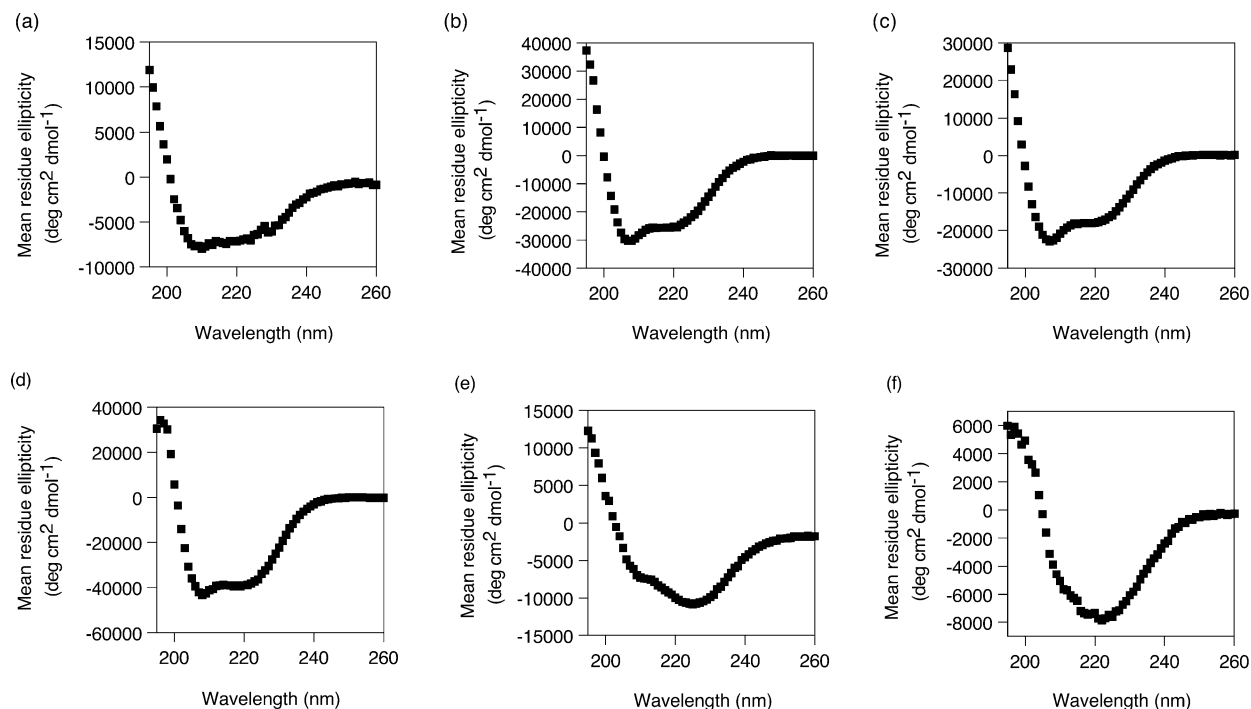 (a)
Mean residue ellipticity
(deg cm2 dmol-1)
15000
10000
5000
0
-5000
-10000
200
220
240
260
Wavelength (nm)
(b)
Mean residue ellipticity
(deg cm2 dmol-1)
40000
30000
20000
10000
0
-10000
-20000
-30000
-40000
200
220
240
260
Wavelength (nm)
(c)
Mean residue ellipticity
(deg cm2 dmol-1)
30000
20000
10000
0
-10000
-20000
-30000
200
220
240
260
Wavelength (nm)
(d)
Mean residue ellipticity
(deg cm2 dmol-1)
40000
20000
0
-20000
-40000
-60000
200
220
240
260
Wavelength (nm)
(e)
Mean residue ellipticity
(deg cm2 dmol-1)
15000
10000
5000
0
-5000
-10000
-15000
200
220
240
260
Wavelength (nm)
(f)
Mean residue ellipticity
(deg cm2 dmol-1)
6000
4000
2000
0
-2000
-4000
-6000
-8000
200
220
240
260
Wavelength (nm)